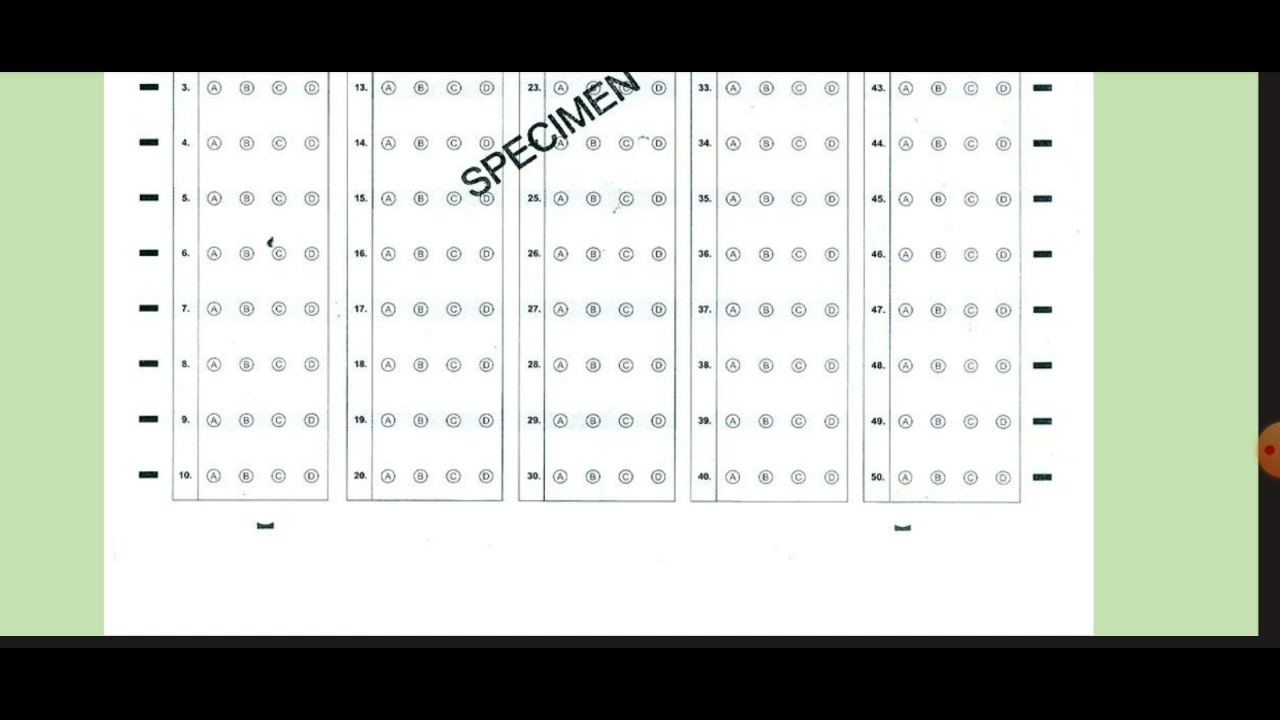 3. A B C D 13. A B C D 23. A D 33. A B C D 43. A B C D
SPECIMEN
4. A B C D 14. A B C D A B C D 34. A B C D 44. A B C D
5. A B C D 15. A B C D 25. A B C D 35. A B C D 45. A B C D
6. A B C D 16. A B C D 26. A B C D 36. A B C D 46. A B C D
7. A B C D 17. A B C D 27. A B C D 37. A B C D 47. A B C D
8. A B C D 18. A B C D 28. A B C D 38. A B C D 48. A B C D
9. A B C D 19. A B C D 29. A B C D 39. A B C D 49. A B C D
10. A B C D 20. A B C D 30. A B C D 40. A B C D 50. A B C D